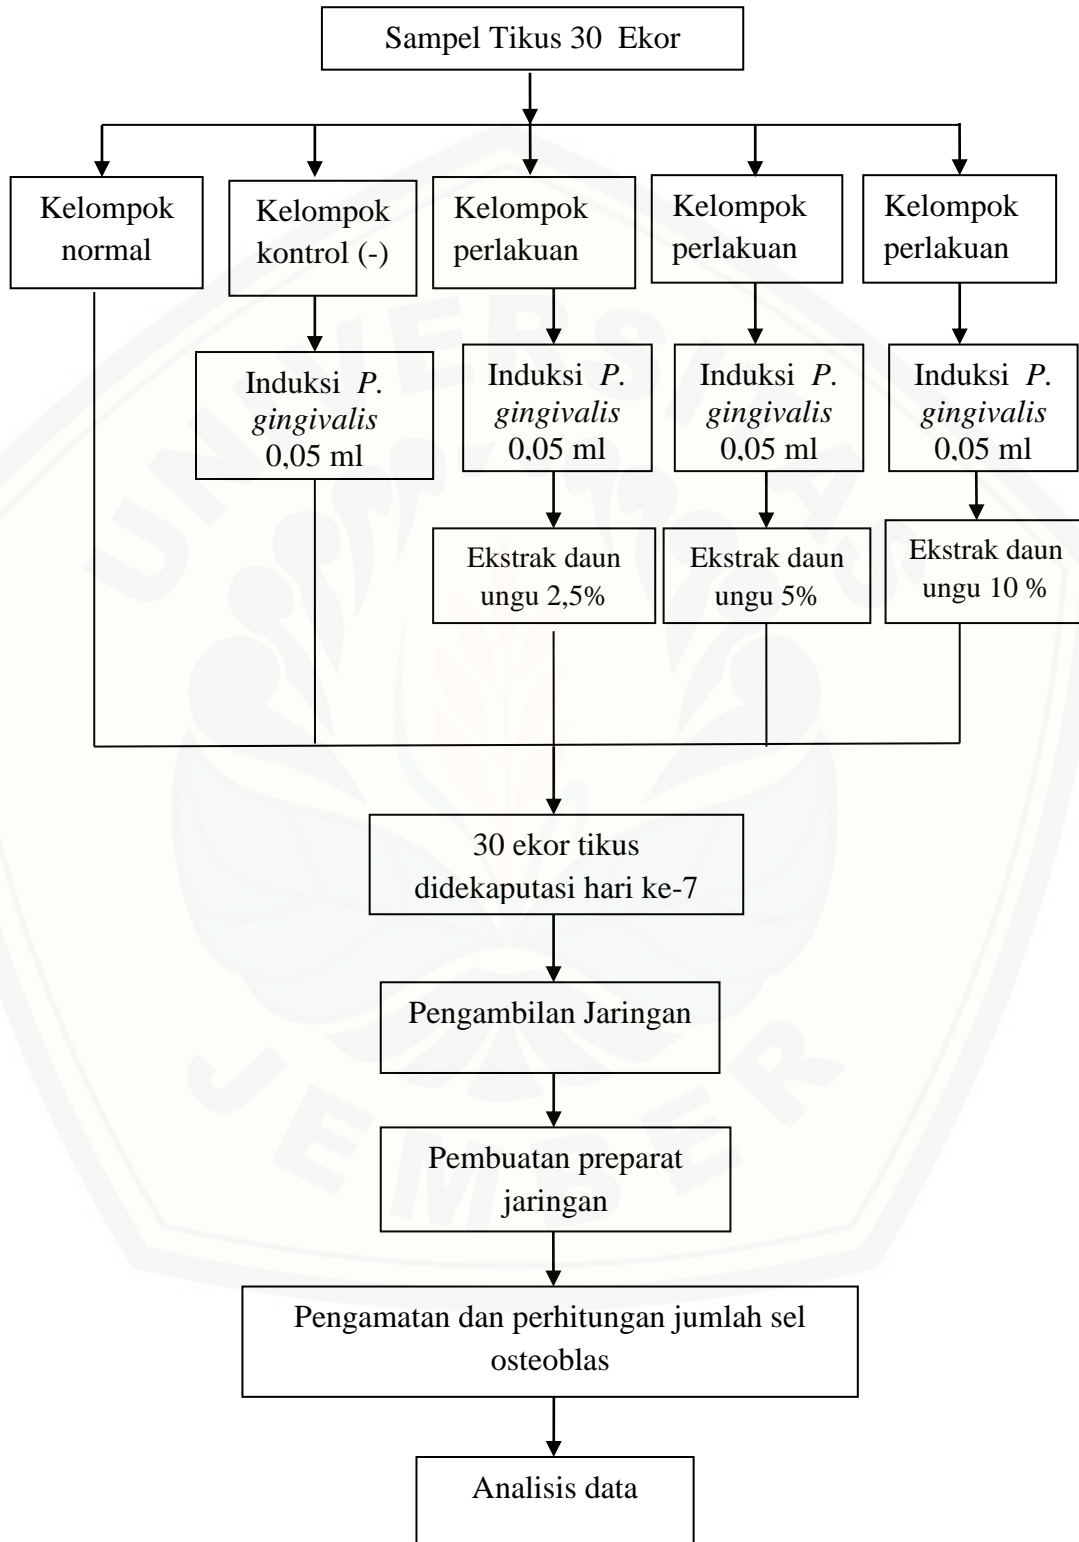 Sampel Tikus 30 Ekor
Kelompok
normal
Kelompok
kontrol (-)
Kelompok
perlakuan
Kelompok
perlakuan
Kelompok
perlakuan
Induksi P.
gingivalis
0,05 ml
Induksi P.
gingivalis
0,05 ml
Induksi P.
gingivalis
0,05 ml
Induksi P.
gingivalis
0,05 ml
Ekstrak daun
ungu 2,5%
Ekstrak daun
ungu 5%
Ekstrak daun
ungu 10 %
30 ekor tikus
didekaputasi hari ke-7
Pengambilan Jaringan
Pembuatan preparat
jaringan
Pengamatan dan perhitungan jumlah sel
osteoblas
Analisis data
UNIVERSITAS
JEMBER